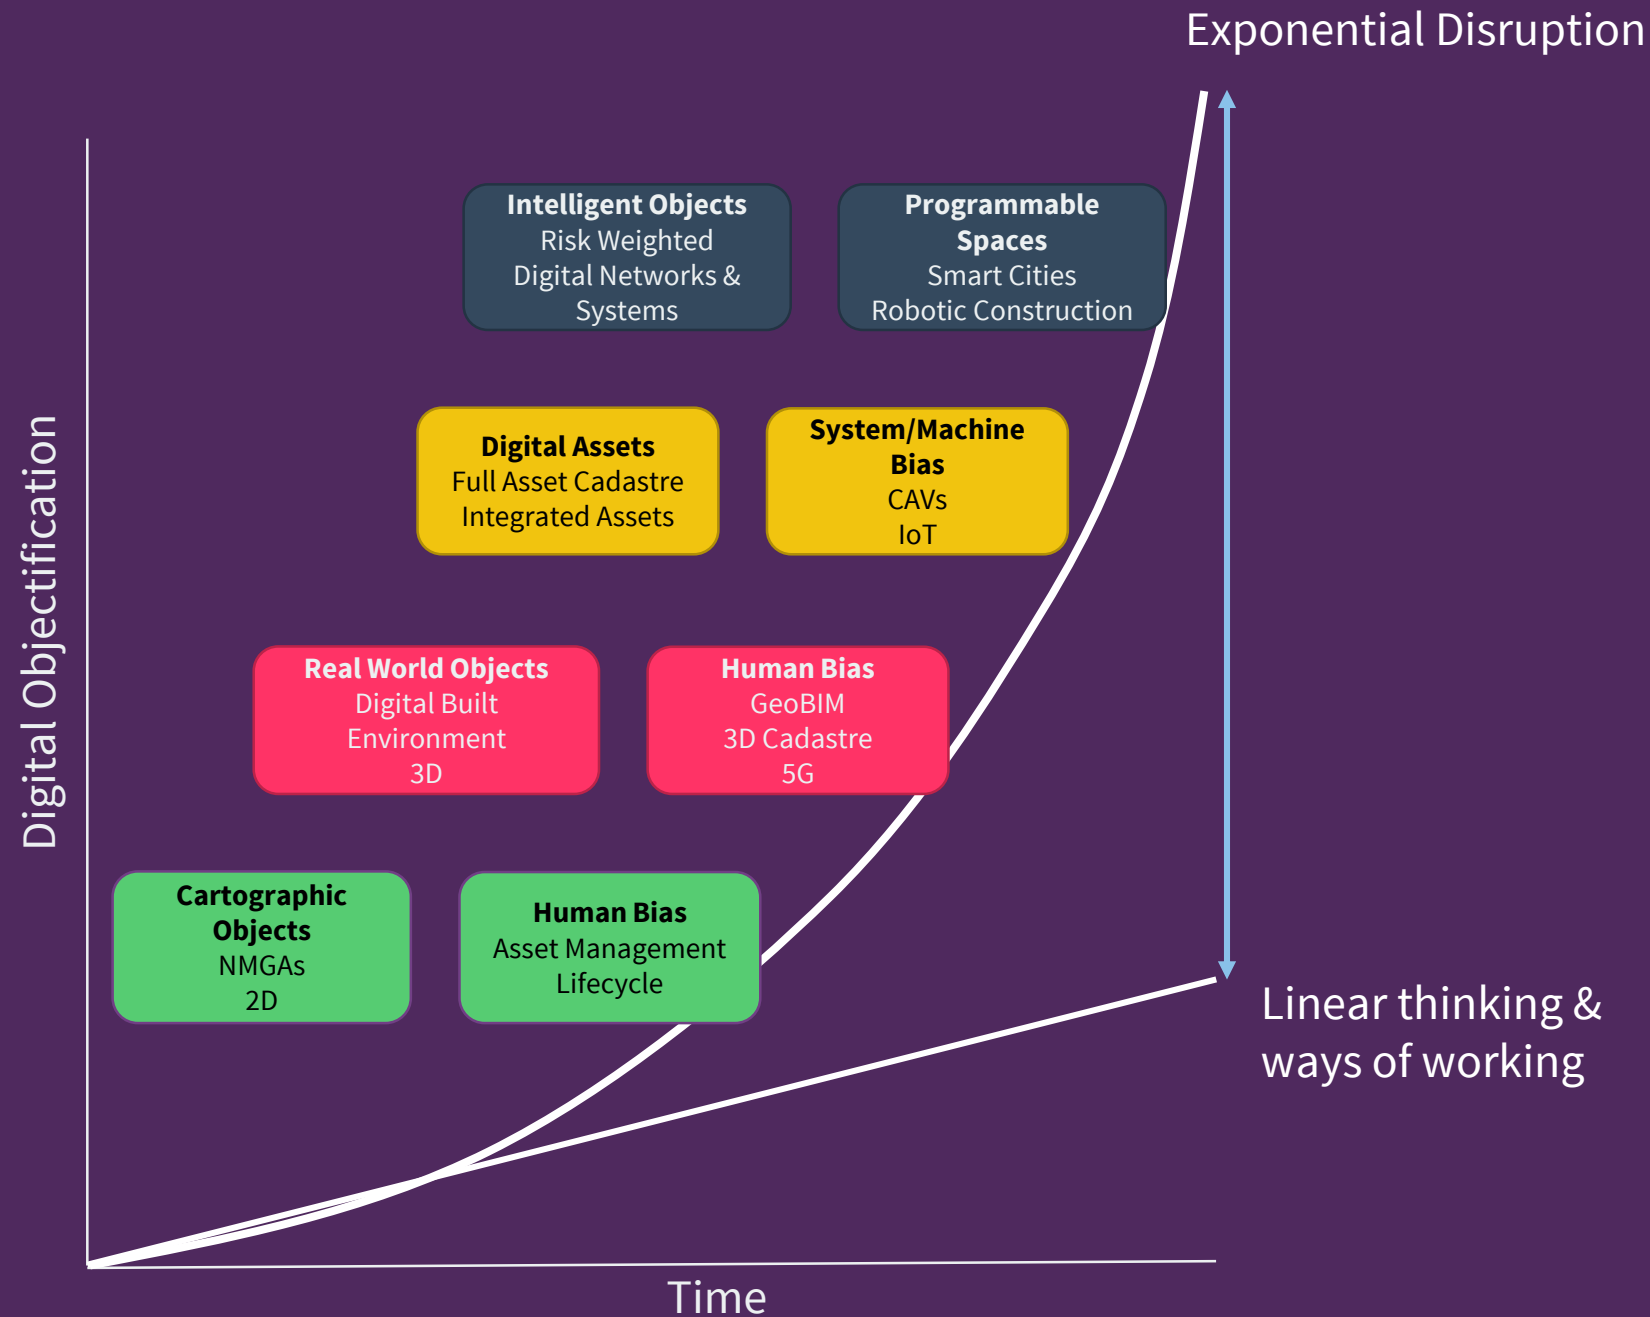 Exponential Disruption
Intelligent Objects
Risk Weighted
Digital Networks &
Systems
Programmable
Spaces
Smart Cities
Robotic Construction
Digital Assets
Full Asset Cadastre
Integrated Assets
System/Machine
Bias
CAVs
IoT
Digital Objectification
Real World Objects
Digital Built
Environment
3D
Human Bias
GeoBIM
3D Cadastre
5G
Cartographic
Objects
NMGAs
2D
Human Bias
Asset Management
Lifecycle
Linear thinking &
ways of working
Time